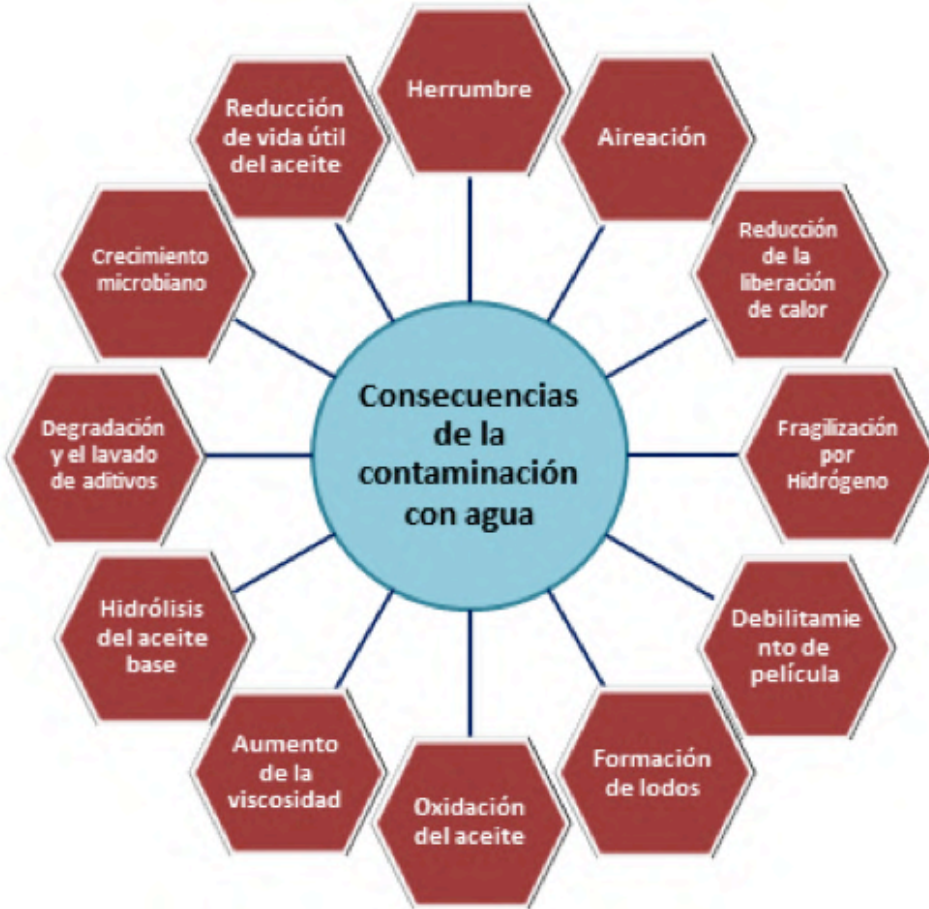 Herrumbre
Aireación
Reducción
de la
liberación
de calor
Fragilización
por
Hidrógeno
Debilitamie
nto de
película
Formación
de lodos
Oxidación
del aceite
Aumento
de la
viscosidad
Hidrólisis
del aceite
base
Degradación
y el lavado
de aditivos
Crecimiento
microbiano
Reducción
de vida útil
del aceite
Consecuencias
de la
contaminación
con agua